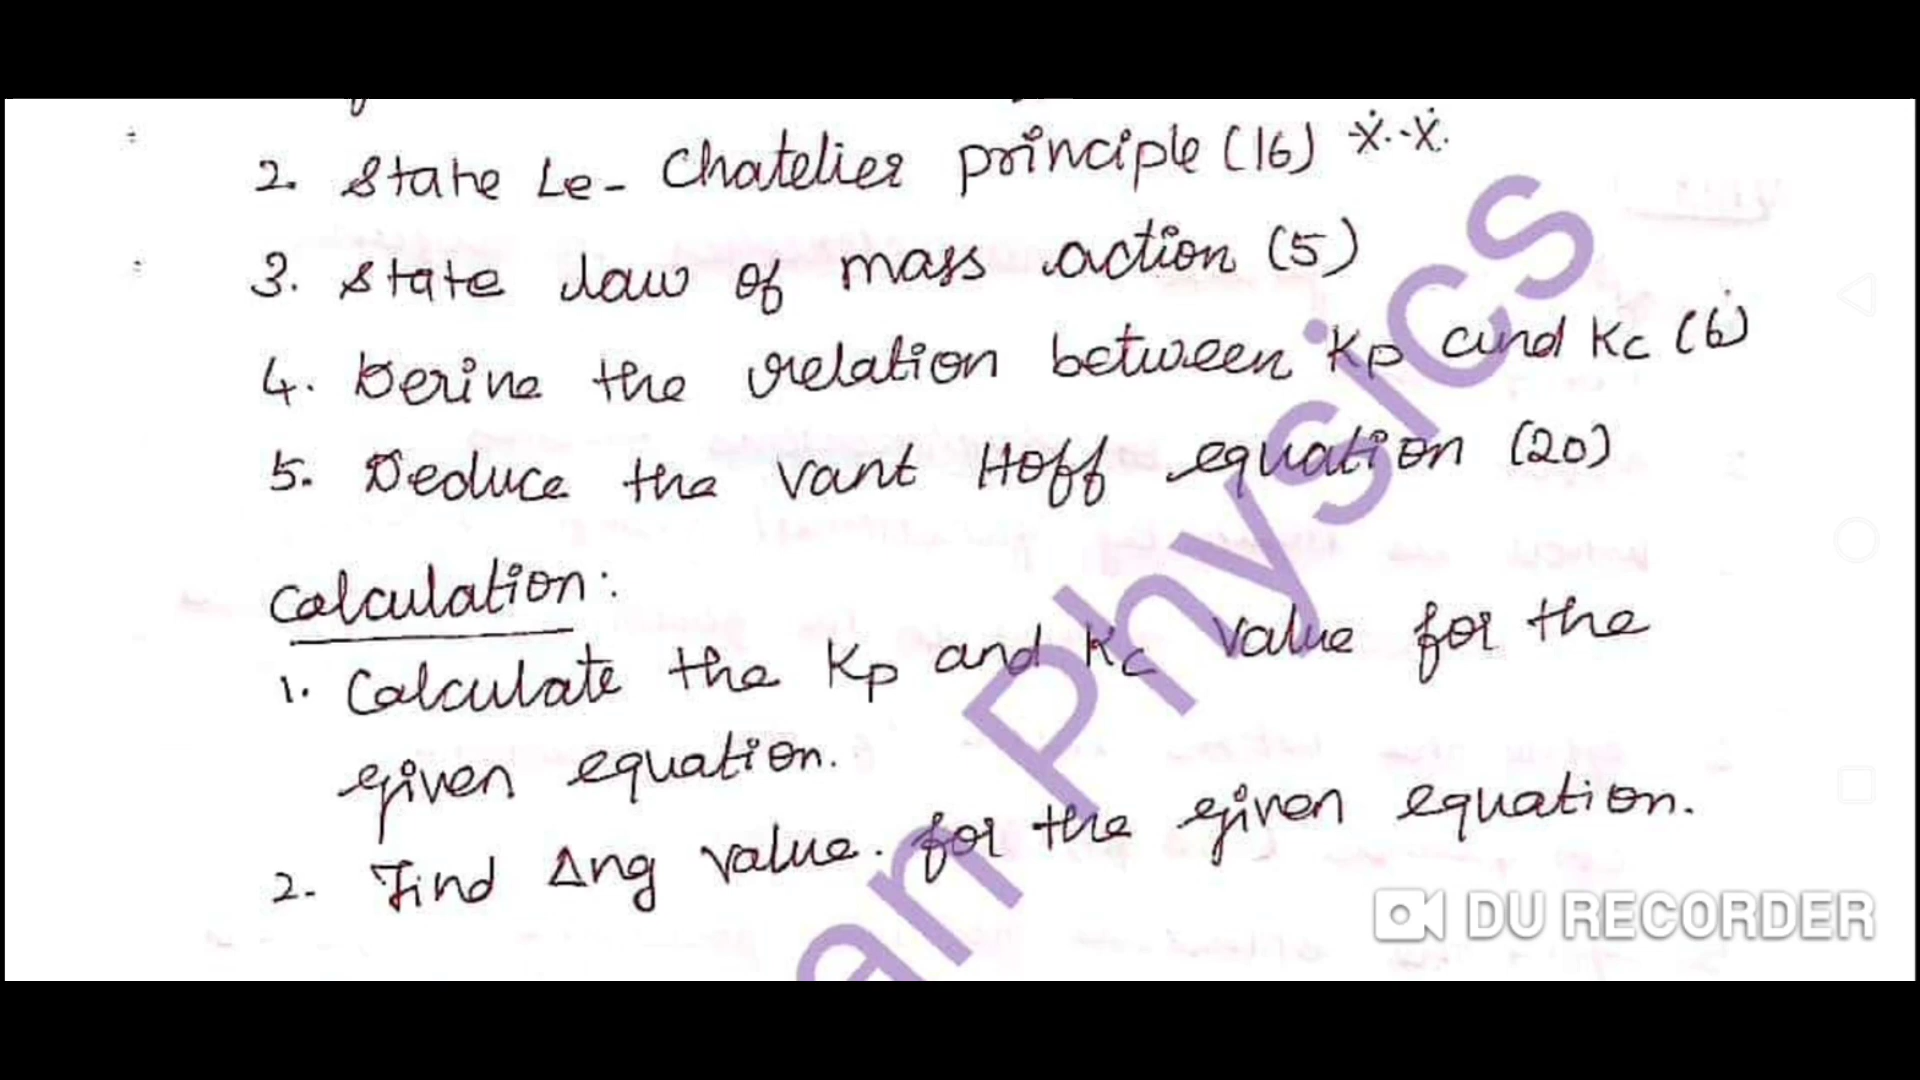 2. State Le- Chatelier principle (16)
3. State law of mass action (5)
4. Derive the relation between Kp and Kc (6)
5. Deduce the Vant Hoff equation (20)
Calculation:
1. Calculate the Kp and Kc value for the
given equation.
2. Find Δng value. for the given equation.
an Physics
DU RECORDER